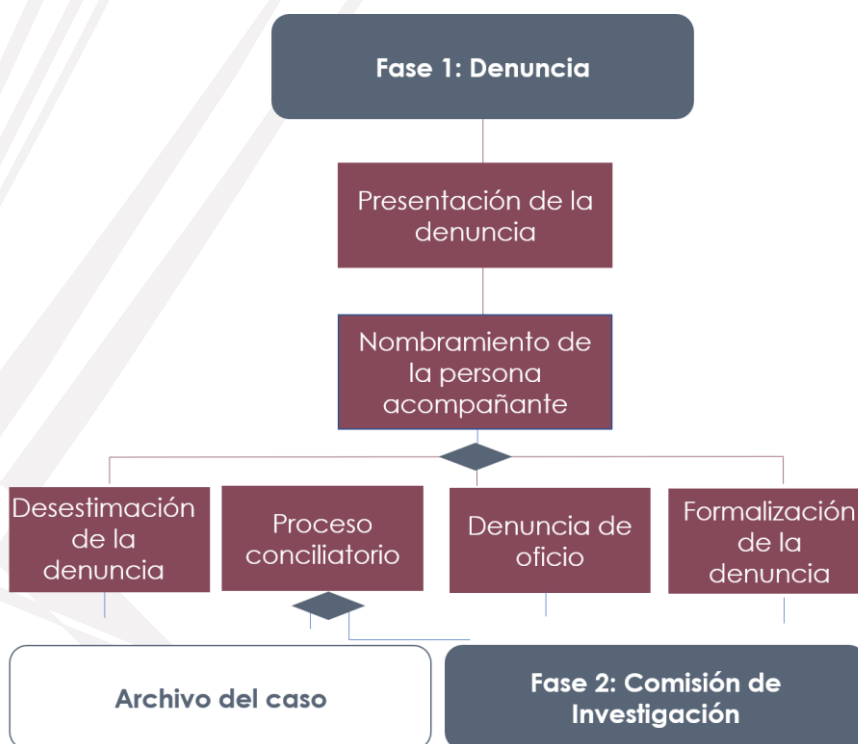 Fase 1: Denuncia
Presentación de la
denuncia
Nombramiento de
la persona
acompañante
Desestimación
de la
denuncia
Proceso
conciliatorio
Denuncia de
oficio
Formalización
de la
denuncia
Archivo del caso
Fase 2: Comisión de
Investigación